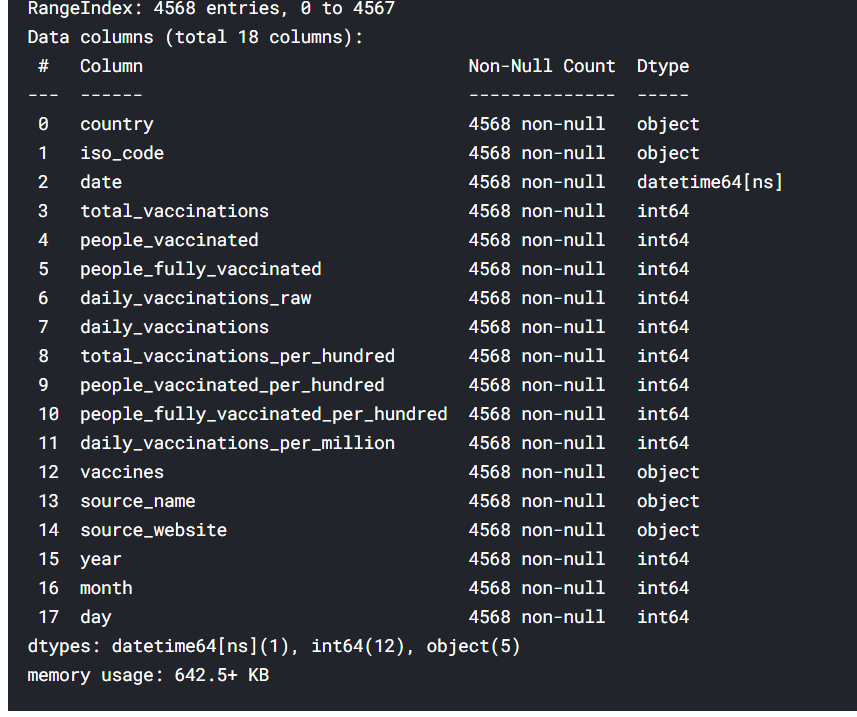 RangeIndex: 4568 entries, 0 to 4567
Data columns (total 18 columns):
 #   Column                               Non-Null Count  Dtype
---  ------                               --------------  -----
 0   country                              4568 non-null   object
 1   iso_code                             4568 non-null   object
 2   date                                 4568 non-null   datetime64[ns]
 3   total_vaccinations                   4568 non-null   int64
 4   people_vaccinated                    4568 non-null   int64
 5   people_fully_vaccinated              4568 non-null   int64
 6   daily_vaccinations_raw               4568 non-null   int64
 7   daily_vaccinations                   4568 non-null   int64
 8   total_vaccinations_per_hundred       4568 non-null   int64
 9   people_vaccinated_per_hundred        4568 non-null   int64
 10  people_fully_vaccinated_per_hundred  4568 non-null   int64
 11  daily_vaccinations_per_million       4568 non-null   int64
 12  vaccines                             4568 non-null   object
 13  source_name                          4568 non-null   object
 14  source_website                       4568 non-null   object
 15  year                                 4568 non-null   int64
 16  month                                4568 non-null   int64
 17  day                                  4568 non-null   int64
dtypes: datetime64[ns](1), int64(12), object(5)
memory usage: 642.5+ KB